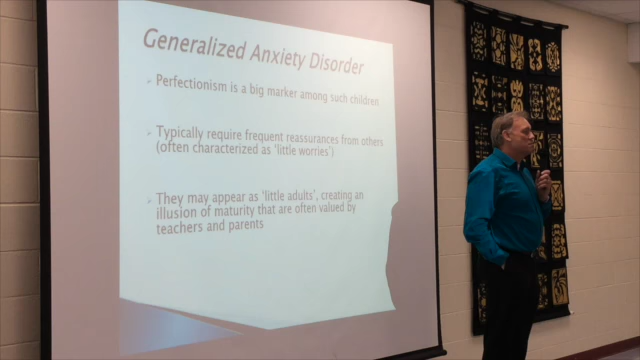 Generalized Anxiety Disorder
Perfectionism is a big marker among such children
Typically require frequent reassurances from others
(often characterized as 'little worries')
They may appear as 'little adults', creating an
illusion of maturity that are often valued by
teachers and parents